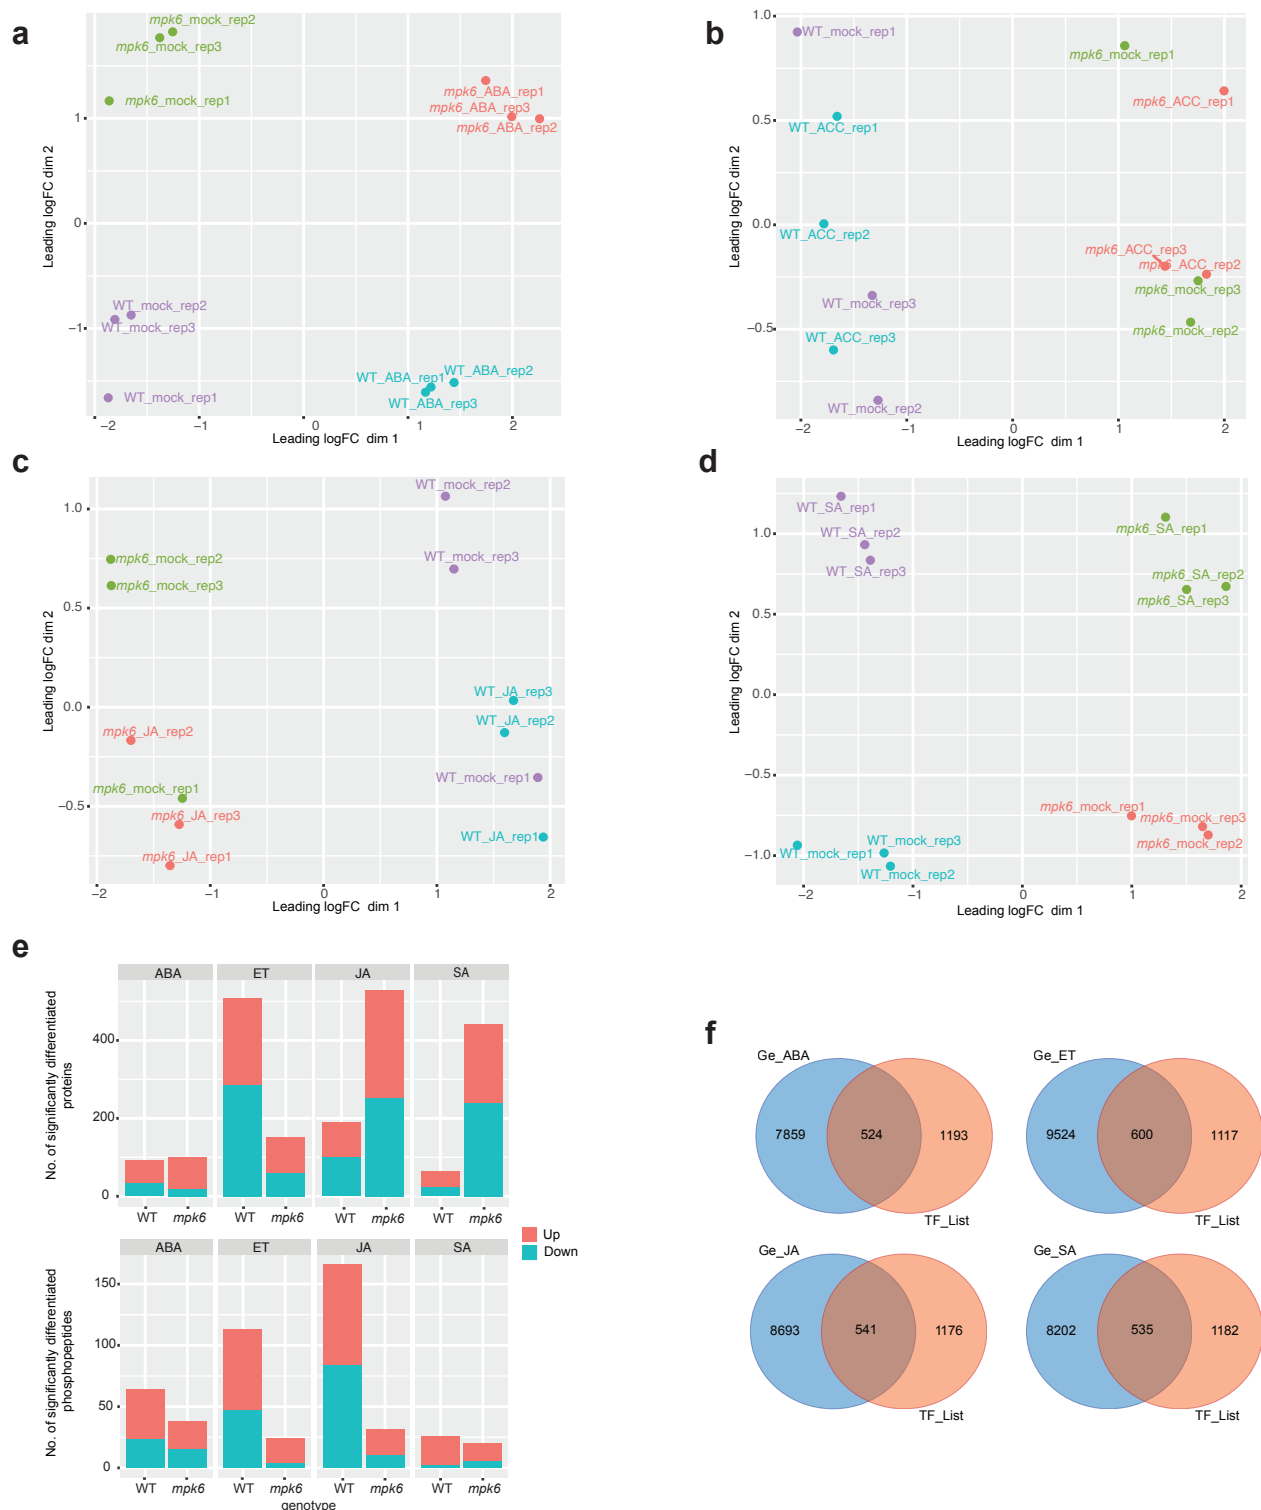 a
mpk6_mock_rep2
mpk6_mock_rep3
mpk6_mock_rep1
mpk6_ABA_rep1
mpk6_ABA_rep3
mpk6_ABA_rep2
WT_mock_rep2
WT_mock_rep3
WT_mock_rep1
WT_ABA_rep1
WT_ABA_rep2
WT_ABA_rep3
Leading logFC dim 2
1
0
−1
−2
−1
0
1
2
Leading logFC dim 1
b
WT_mock_rep1
mpk6_mock_rep1
mpk6_ACC_rep1
WT_ACC_rep1
WT_ACC_rep2
mpk6_ACC_rep3
mpk6_ACC_rep2
mpk6_mock_rep3
WT_mock_rep3
mpk6_mock_rep2
WT_ACC_rep3
WT_mock_rep2
Leading logFC dim 2
1.0
0.5
0.0
−0.5
−2
−1
0
1
2
Leading logFC dim 1
c
WT_mock_rep2
WT_mock_rep3
mpk6_mock_rep2
mpk6_mock_rep3
WT_JA_rep3
WT_JA_rep2
mpk6_JA_rep2
WT_mock_rep1
mpk6_mock_rep1
mpk6_JA_rep3
WT_JA_rep1
mpk6_JA_rep1
Leading logFC dim 2
1.0
0.5
0.0
−0.5
−2
−1
0
1
2
Leading logFC dim 1
d
WT_SA_rep1
WT_SA_rep2
WT_SA_rep3
mpk6_SA_rep1
mpk6_SA_rep2
mpk6_SA_rep3
mpk6_mock_rep1
mpk6_mock_rep3
mpk6_mock_rep2
WT_mock_rep3
WT_mock_rep1
WT_mock_rep2
Leading logFC dim 2
1.0
0.5
0.0
−0.5
−1.0
−2
−1
0
1
2
Leading logFC dim 1
e
ABA ET JA SA
No. of significantly differentiated
proteins
400
200
0
WT mpk6 WT mpk6 WT mpk6 WT mpk6
Up
Down
ABA ET JA SA
No. of significantly differentiated
phosphopeptides
150
100
50
0
WT mpk6 WT mpk6 WT mpk6 WT mpk6
genotype
f
Ge_ABA
7859 524 1193
TF_List
Ge_ET
9524 600 1117
TF_List
Ge_JA
8693 541 1176
TF_List
Ge_SA
8202 535 1182
TF_List